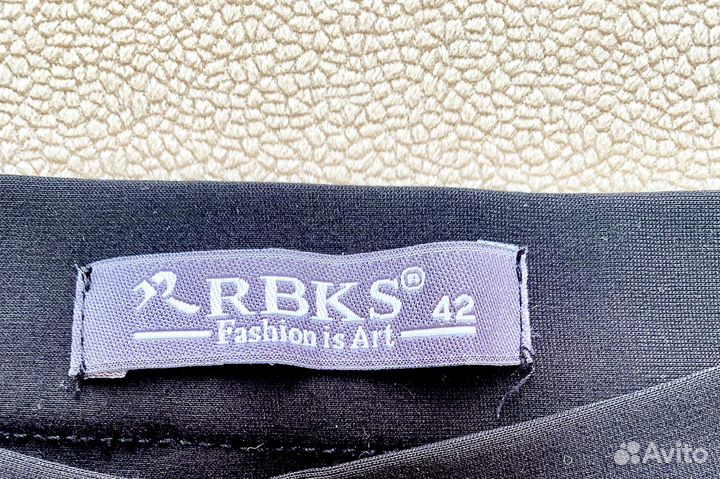 RBKS® 42
Fashion is Art
Avito